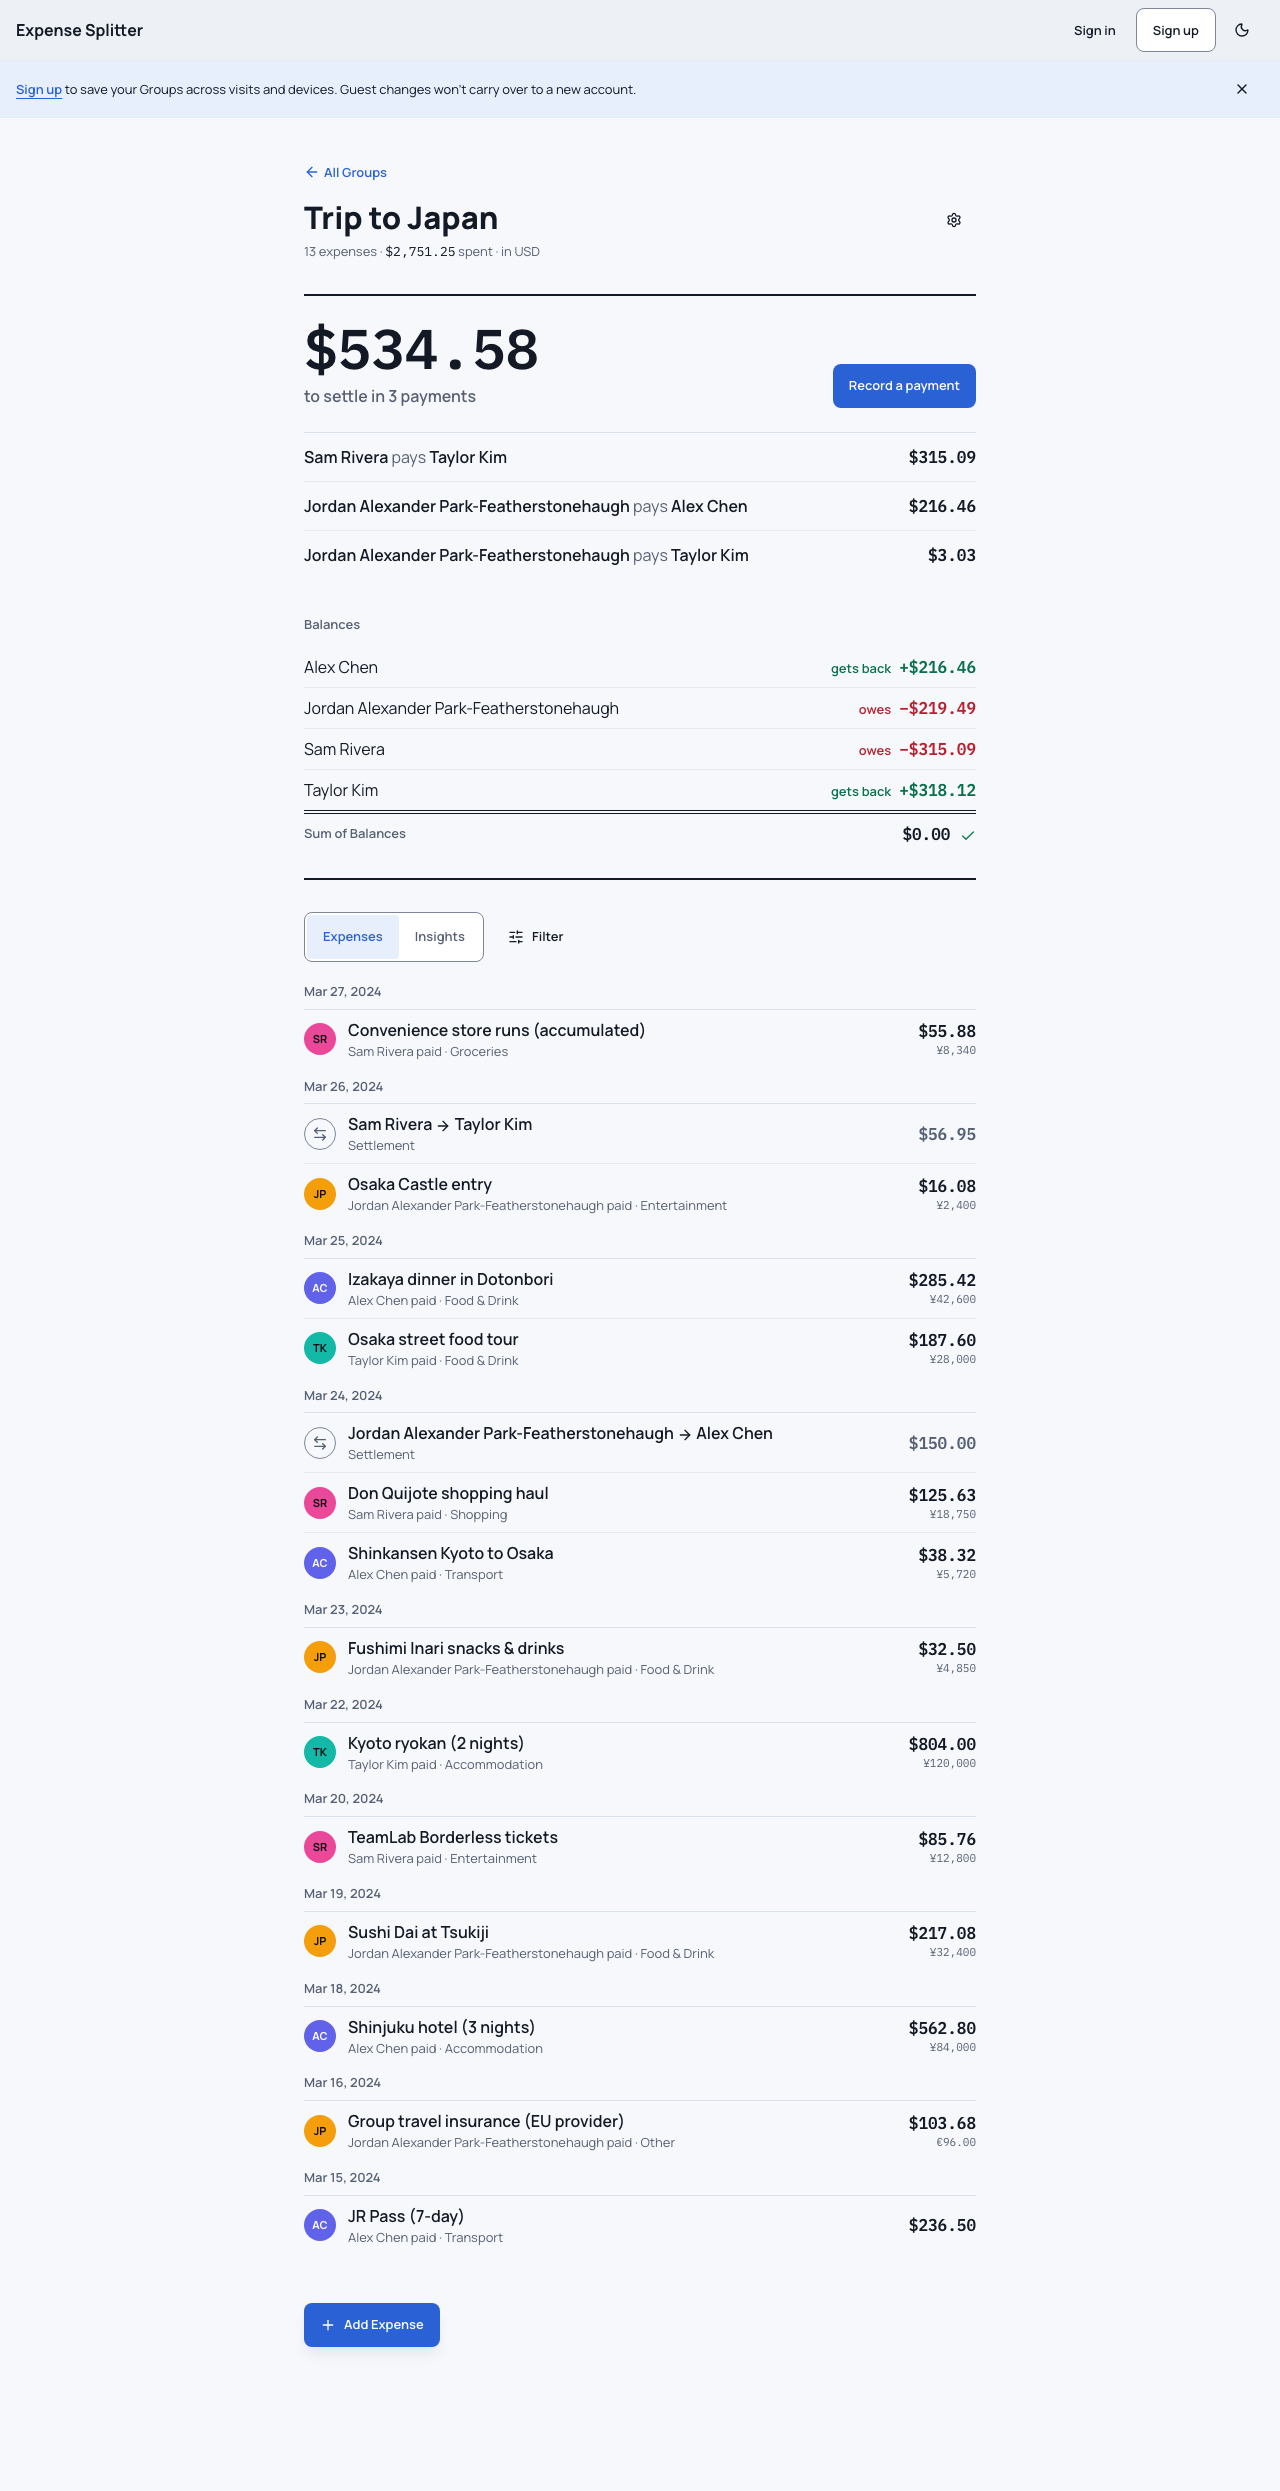 Expense Splitter
Sign in
Sign up
Sign up to save your Groups across visits and devices. Guest changes won't carry over to a new account.
All Groups
Trip to Japan
13 expenses · $2,751.25 spent · in USD
$534.58
to settle in 3 payments
Record a payment
Sam Rivera pays Taylor Kim $315.09
Jordan Alexander Park-Featherstonehaugh pays Alex Chen $216.46
Jordan Alexander Park-Featherstonehaugh pays Taylor Kim $3.03
Balances
Alex Chen gets back +$216.46
Jordan Alexander Park-Featherstonehaugh owes −$219.49
Sam Rivera owes −$315.09
Taylor Kim gets back +$318.12
Sum of Balances $0.00
Expenses
Insights
Filter
Mar 27, 2024
SR
Convenience store runs (accumulated) $55.88
Sam Rivera paid · Groceries ¥8,340
Mar 26, 2024
Sam Rivera → Taylor Kim $56.95
Settlement
JP
Osaka Castle entry $16.08
Jordan Alexander Park-Featherstonehaugh paid · Entertainment ¥2,400
Mar 25, 2024
AC
Izakaya dinner in Dotonbori $285.42
Alex Chen paid · Food & Drink ¥42,600
TK
Osaka street food tour $187.60
Taylor Kim paid · Food & Drink ¥28,000
Mar 24, 2024
Jordan Alexander Park-Featherstonehaugh → Alex Chen $150.00
Settlement
SR
Don Quijote shopping haul $125.63
Sam Rivera paid · Shopping ¥18,750
AC
Shinkansen Kyoto to Osaka $38.32
Alex Chen paid · Transport ¥5,720
Mar 23, 2024
JP
Fushimi Inari snacks & drinks $32.50
Jordan Alexander Park-Featherstonehaugh paid · Food & Drink ¥4,850
Mar 22, 2024
TK
Kyoto ryokan (2 nights) $804.00
Taylor Kim paid · Accommodation ¥120,000
Mar 20, 2024
SR
TeamLab Borderless tickets $85.76
Sam Rivera paid · Entertainment ¥12,800
Mar 19, 2024
JP
Sushi Dai at Tsukiji $217.08
Jordan Alexander Park-Featherstonehaugh paid · Food & Drink ¥32,400
Mar 18, 2024
AC
Shinjuku hotel (3 nights) $562.80
Alex Chen paid · Accommodation ¥84,000
Mar 16, 2024
JP
Group travel insurance (EU provider) $103.68
Jordan Alexander Park-Featherstonehaugh paid · Other €96.00
Mar 15, 2024
AC
JR Pass (7-day) $236.50
Alex Chen paid · Transport
Add Expense